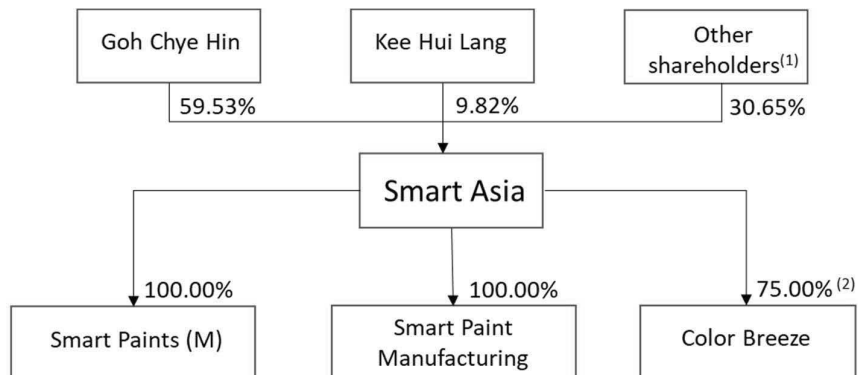 Goh Chye Hin
Kee Hui Lang
Other
shareholders(1)
59.53%
9.82%
30.65%
Smart Asia
100.00%
100.00%
75.00% (2)
Smart Paints (M)
Smart Paint
Manufacturing
Color Breeze